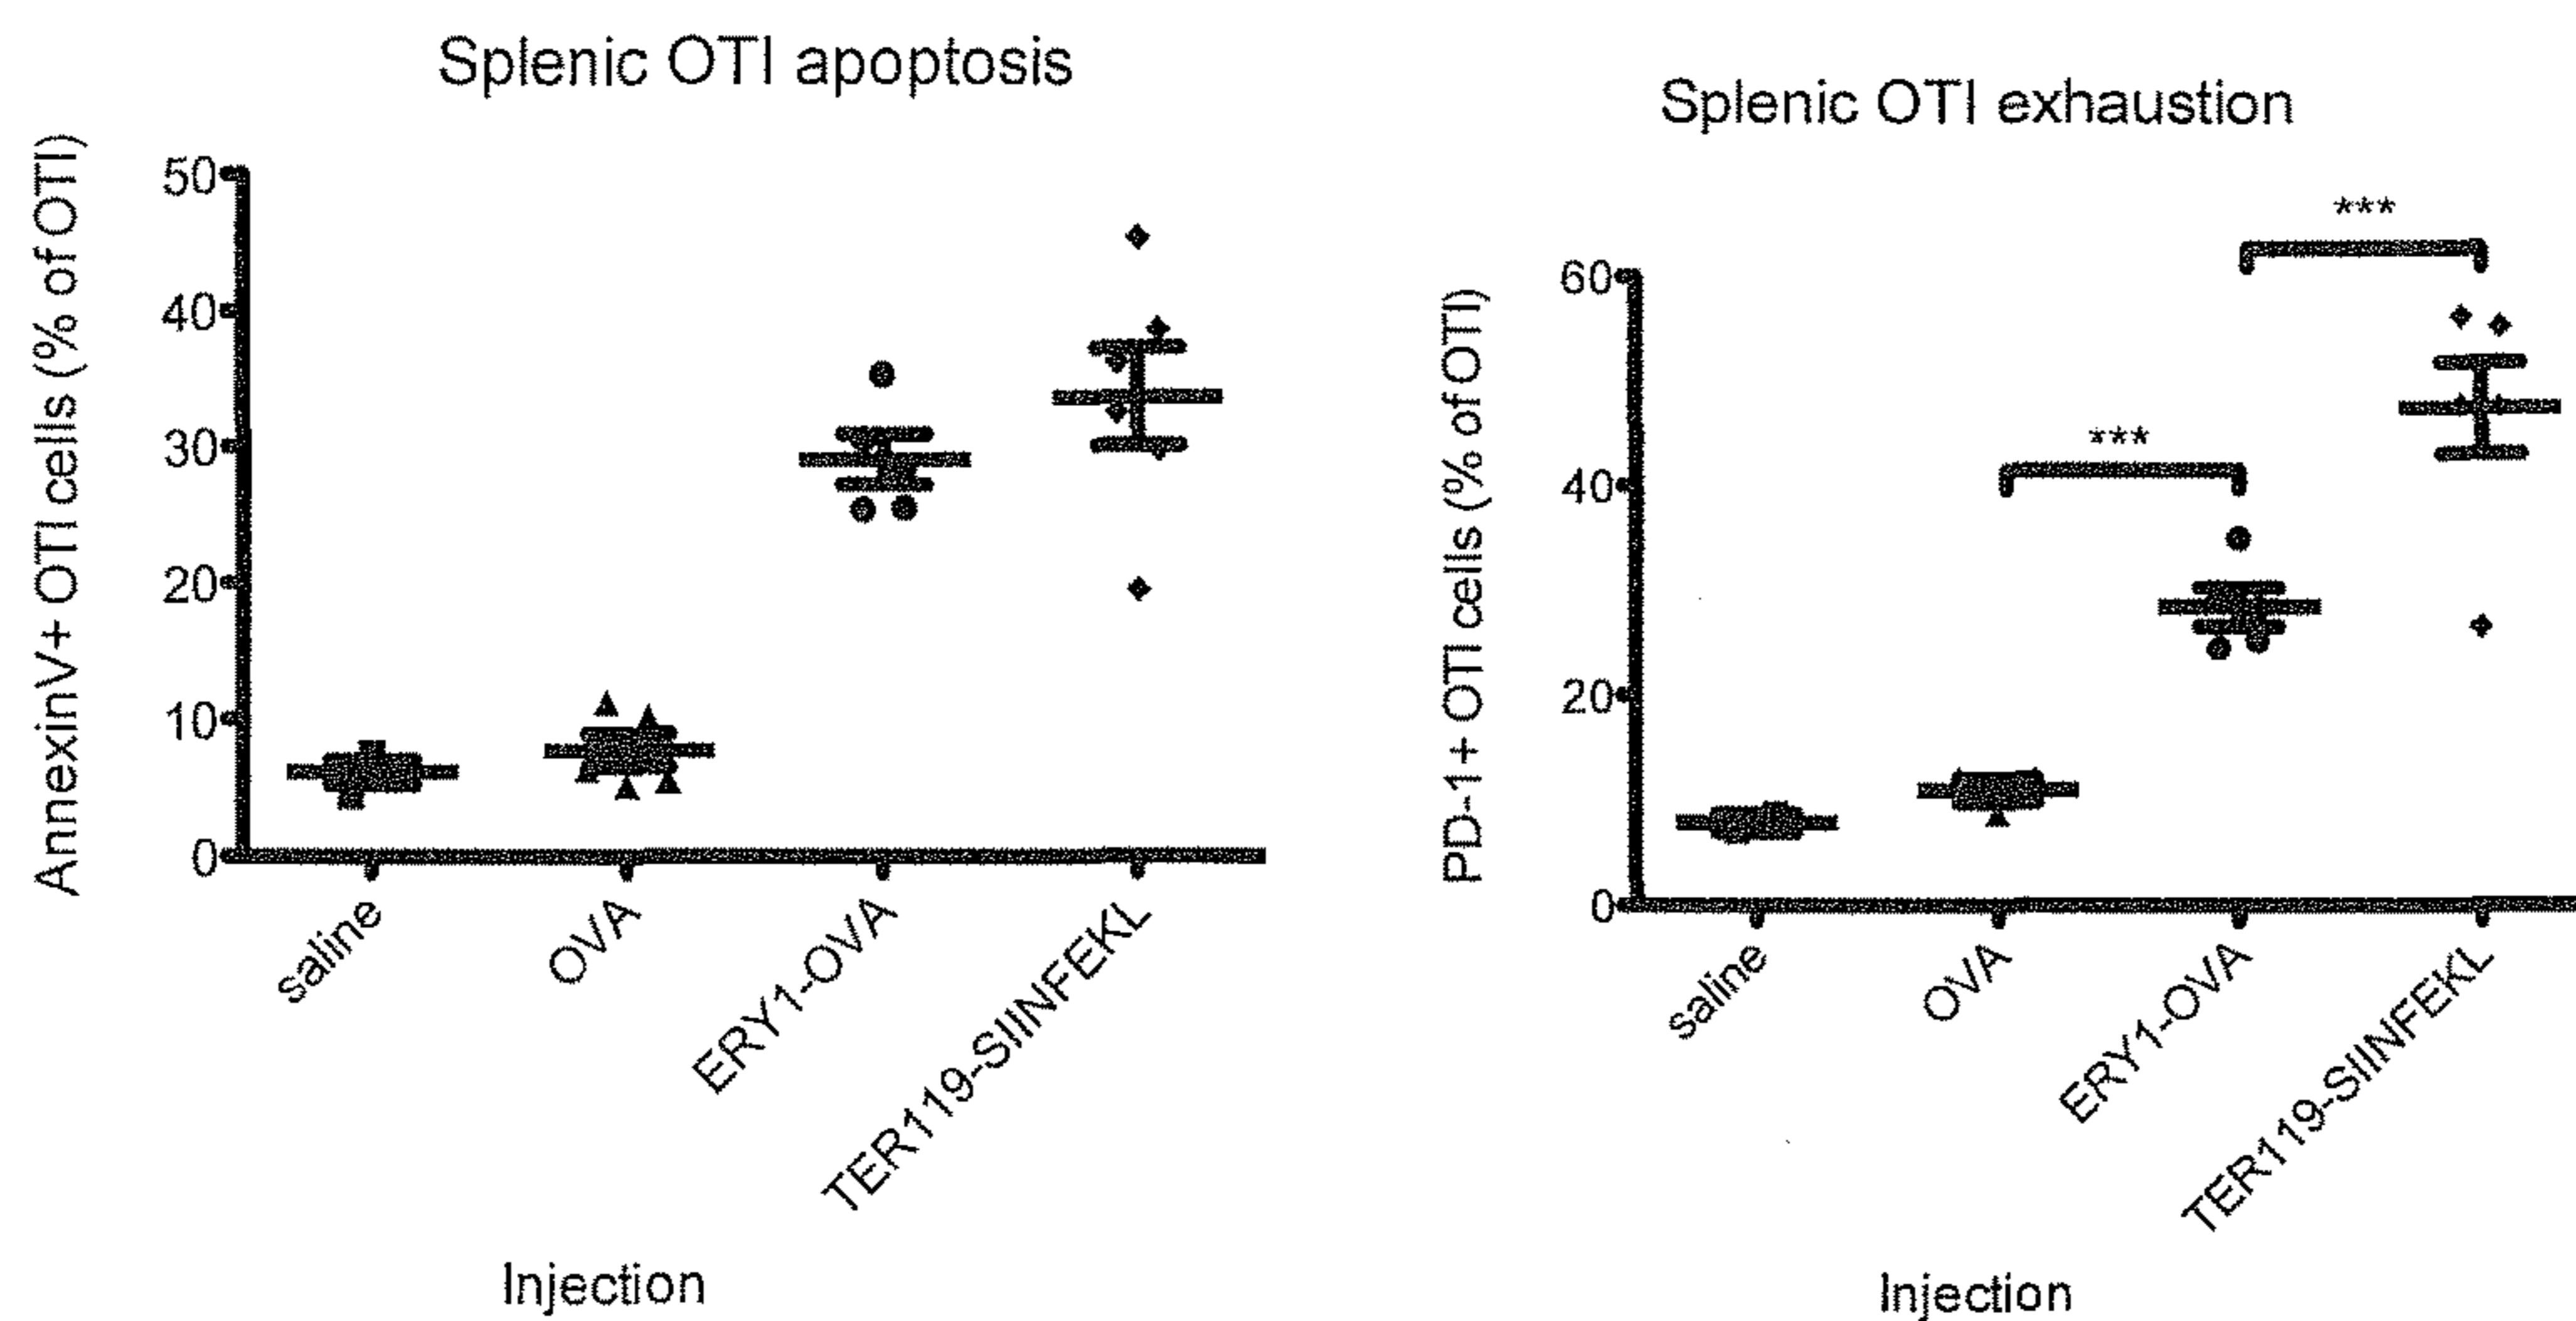 Splenic OTI apoptosis
AnnexinV+ OTI cells (% of OTI)
50
40
30
20
10
0
saline
OVA
ERY1-OVA
TER119-SIINFEKL
Injection
Splenic OTI exhaustion
PD-1+ OTI cells (% of OTI)
60
40
20
0
***
***
saline
OVA
ERY1-OVA
TER119-SIINFEKL
Injection